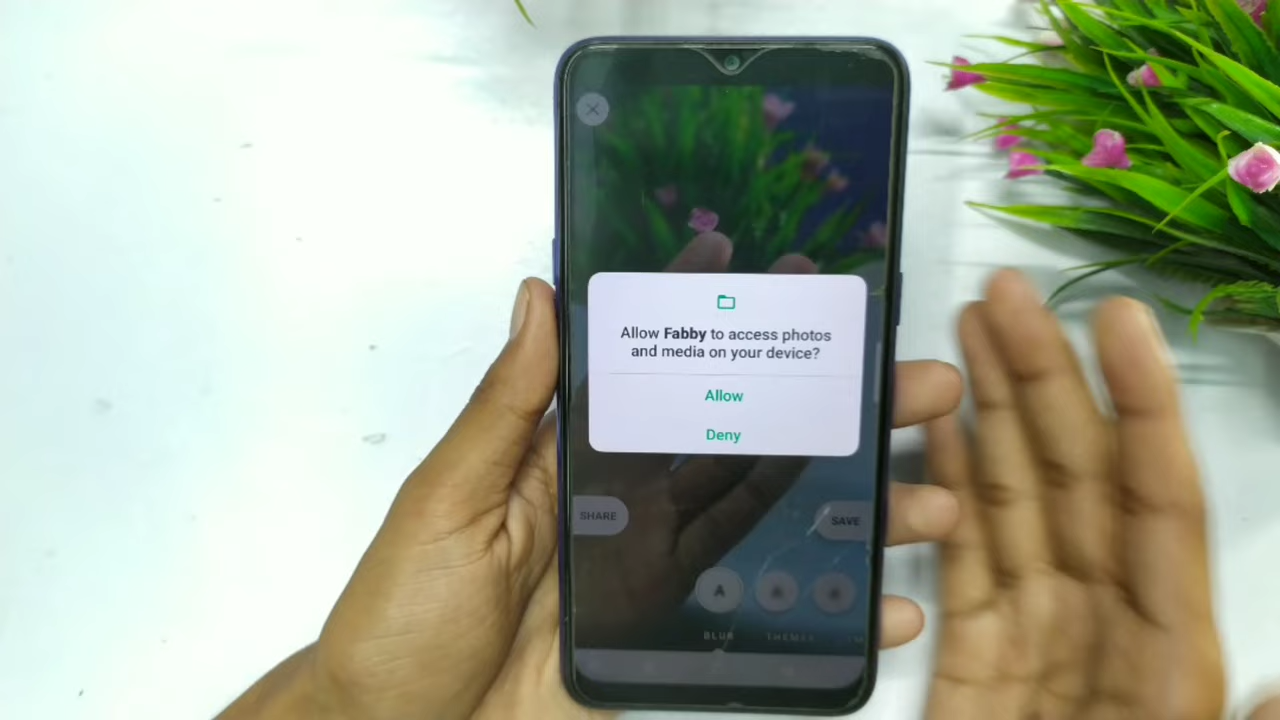 Allow Fabby to access photos
and media on your device?
Allow
Deny
SHARE
SAVE
A
BLUR
THEMES